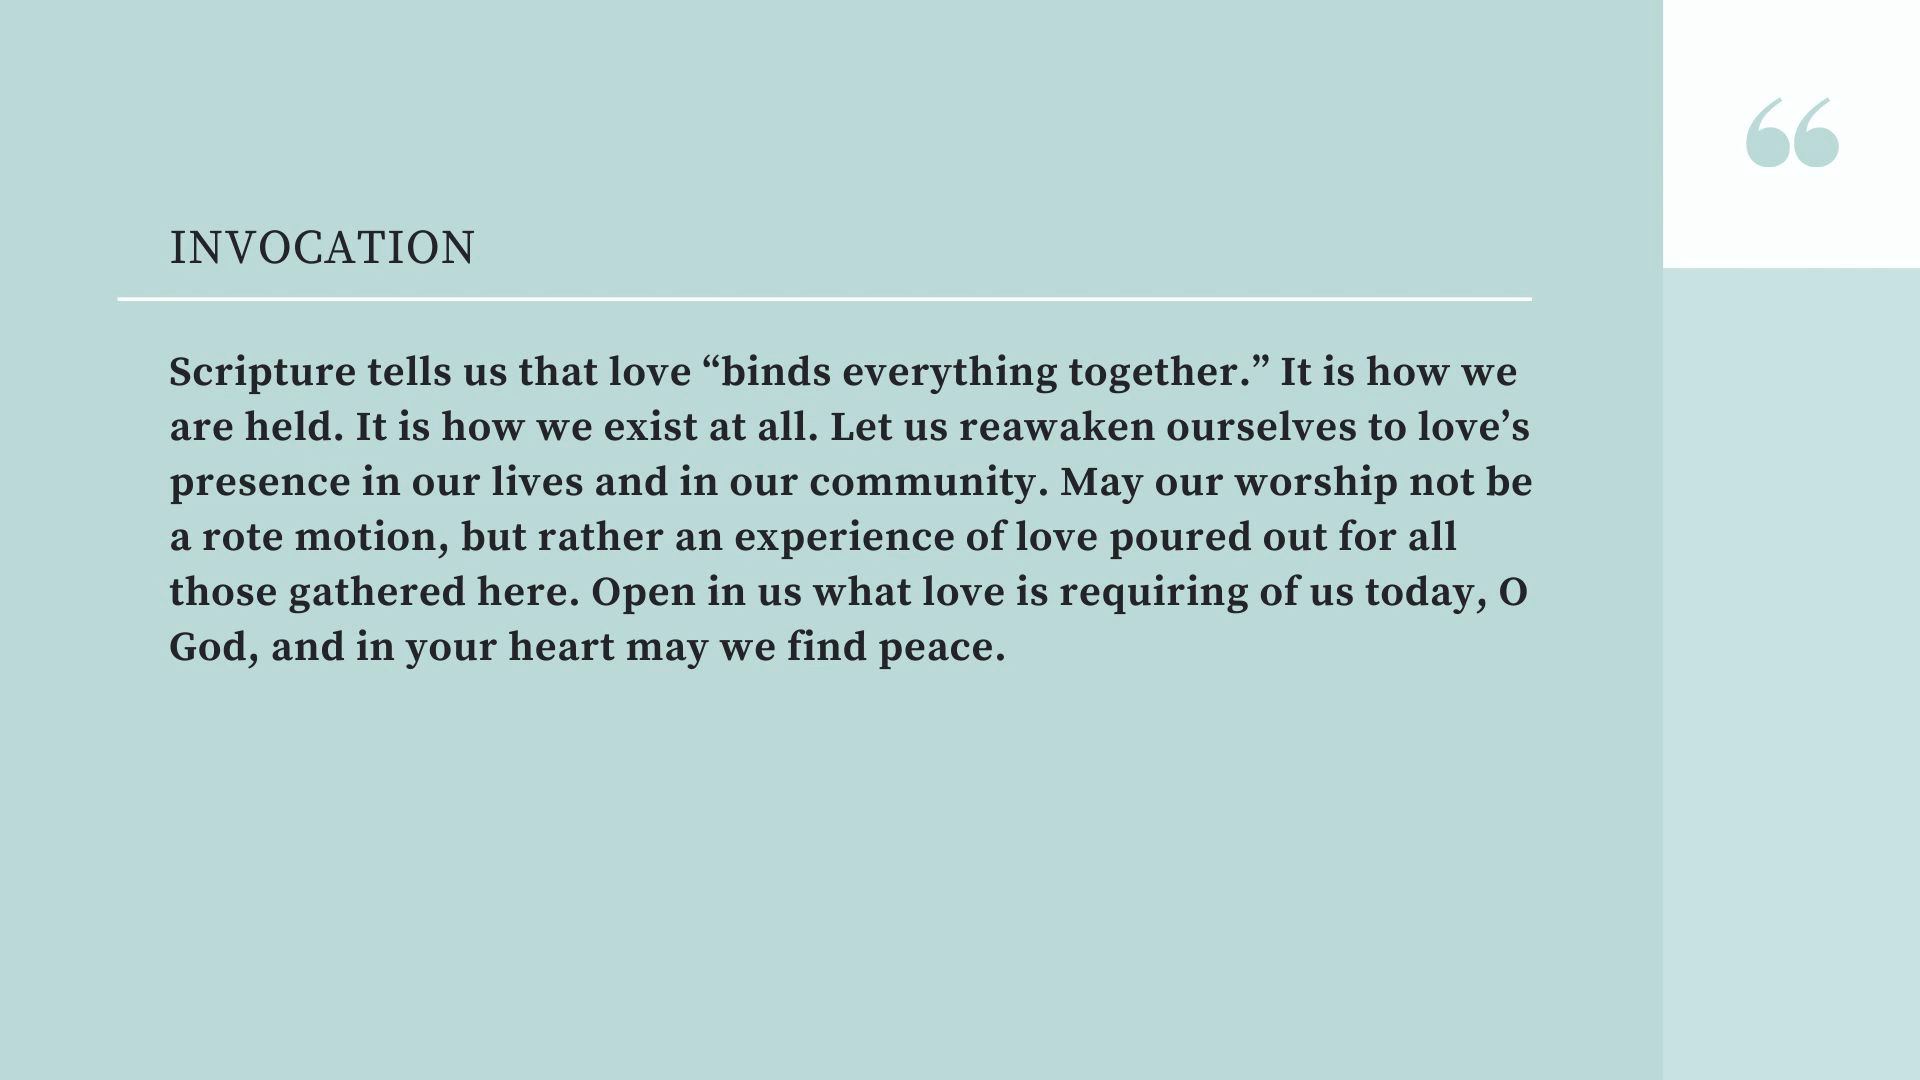 INVOCATION
Scripture tells us that love “binds everything together.” It is how we
are held. It is how we exist at all. Let us reawaken ourselves to love’s
presence in our lives and in our community. May our worship not be
a rote motion, but rather an experience of love poured out for all
those gathered here. Open in us what love is requiring of us today, O
God, and in your heart may we find peace.
“